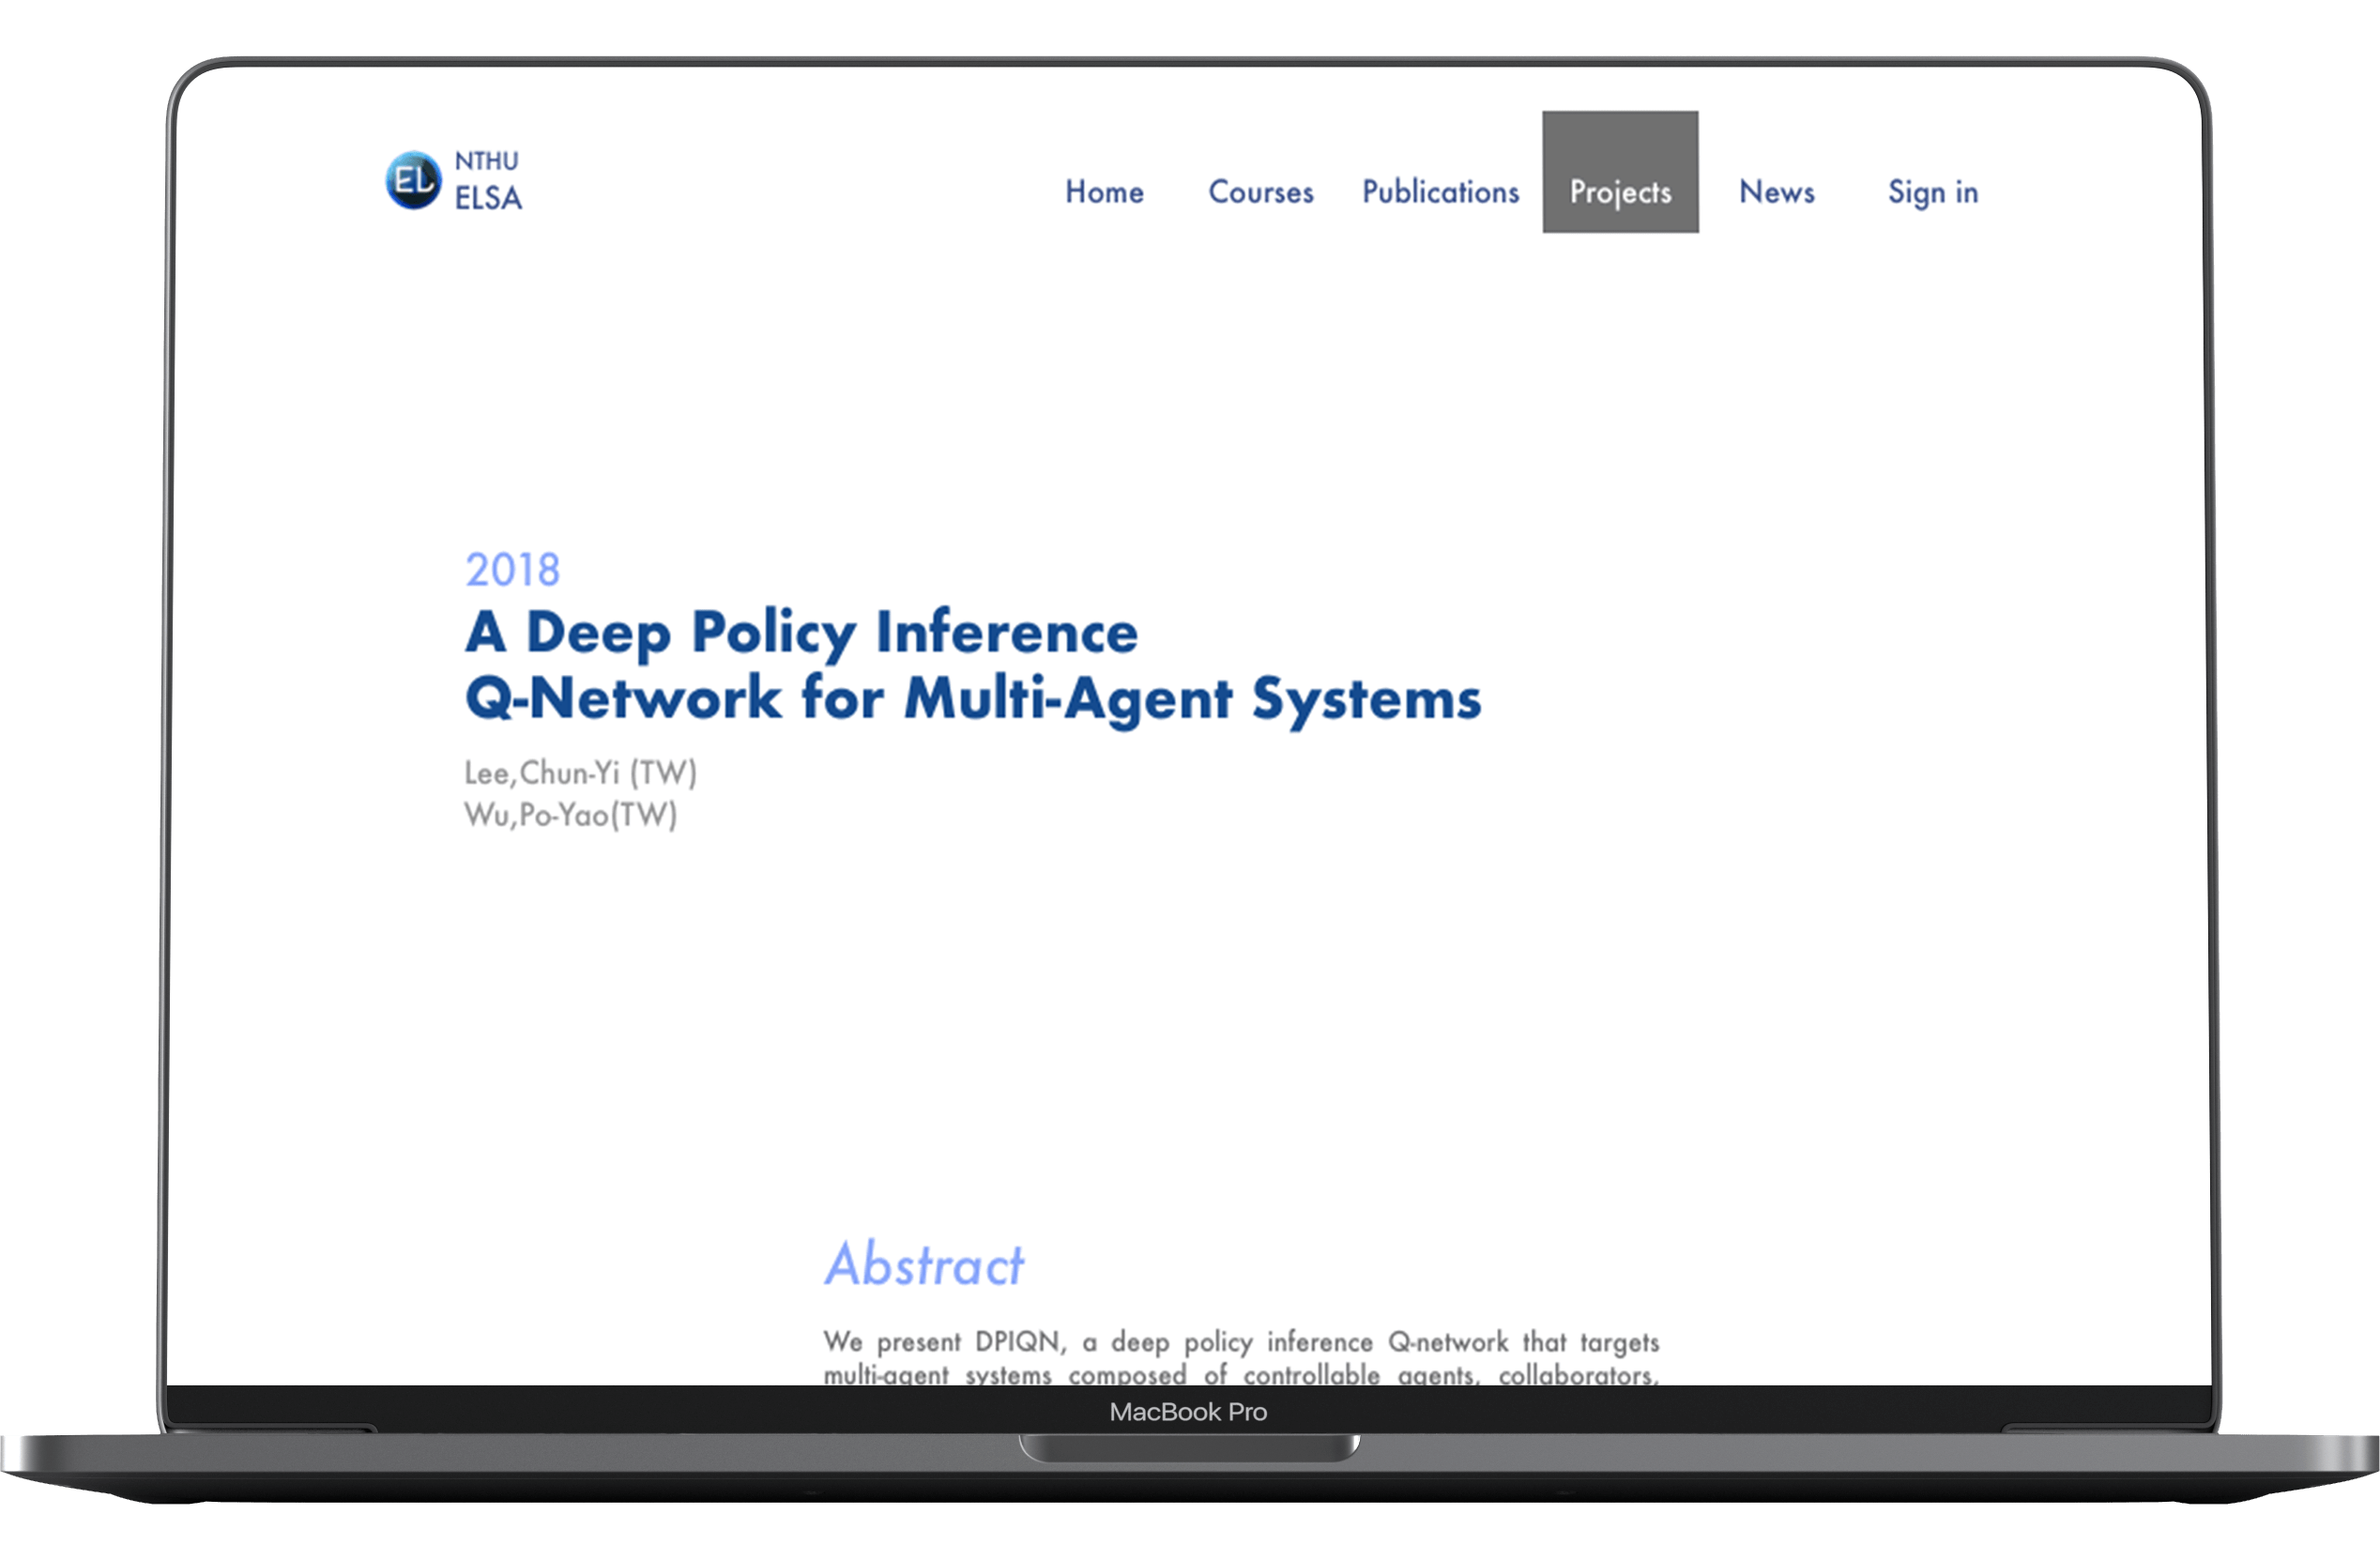 EL
NTHU
ELSA
Home Courses Publications Projects News Sign in
2018
A Deep Policy Inference
Q-Network for Multi-Agent Systems
Lee,Chun-Yi (TW)
Wu,Po-Yao(TW)
Abstract
We present DPIQN, a deep policy inference Q-network that targets
multi-agent systems composed of controllable agents, collaborators,
MacBook Pro